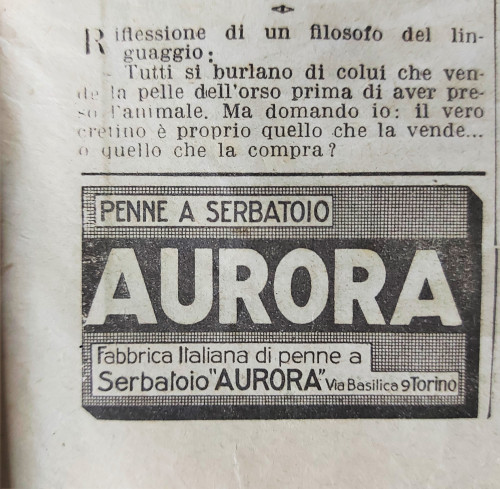 Riflessione di un filosofo del lin-
guaggio:
— Tutti si burlano di colui che ven-
de la pelle dell'orso prima di aver pre-
so l'animale. Ma domando io: il vero
cretino è proprio quello che la vende...
o quello che la compra?
PENNE A SERBATOIO
AURORA
Fabbrica Italiana di penne a
Serbatoio "AURORA" Via Basilica 9 Torino